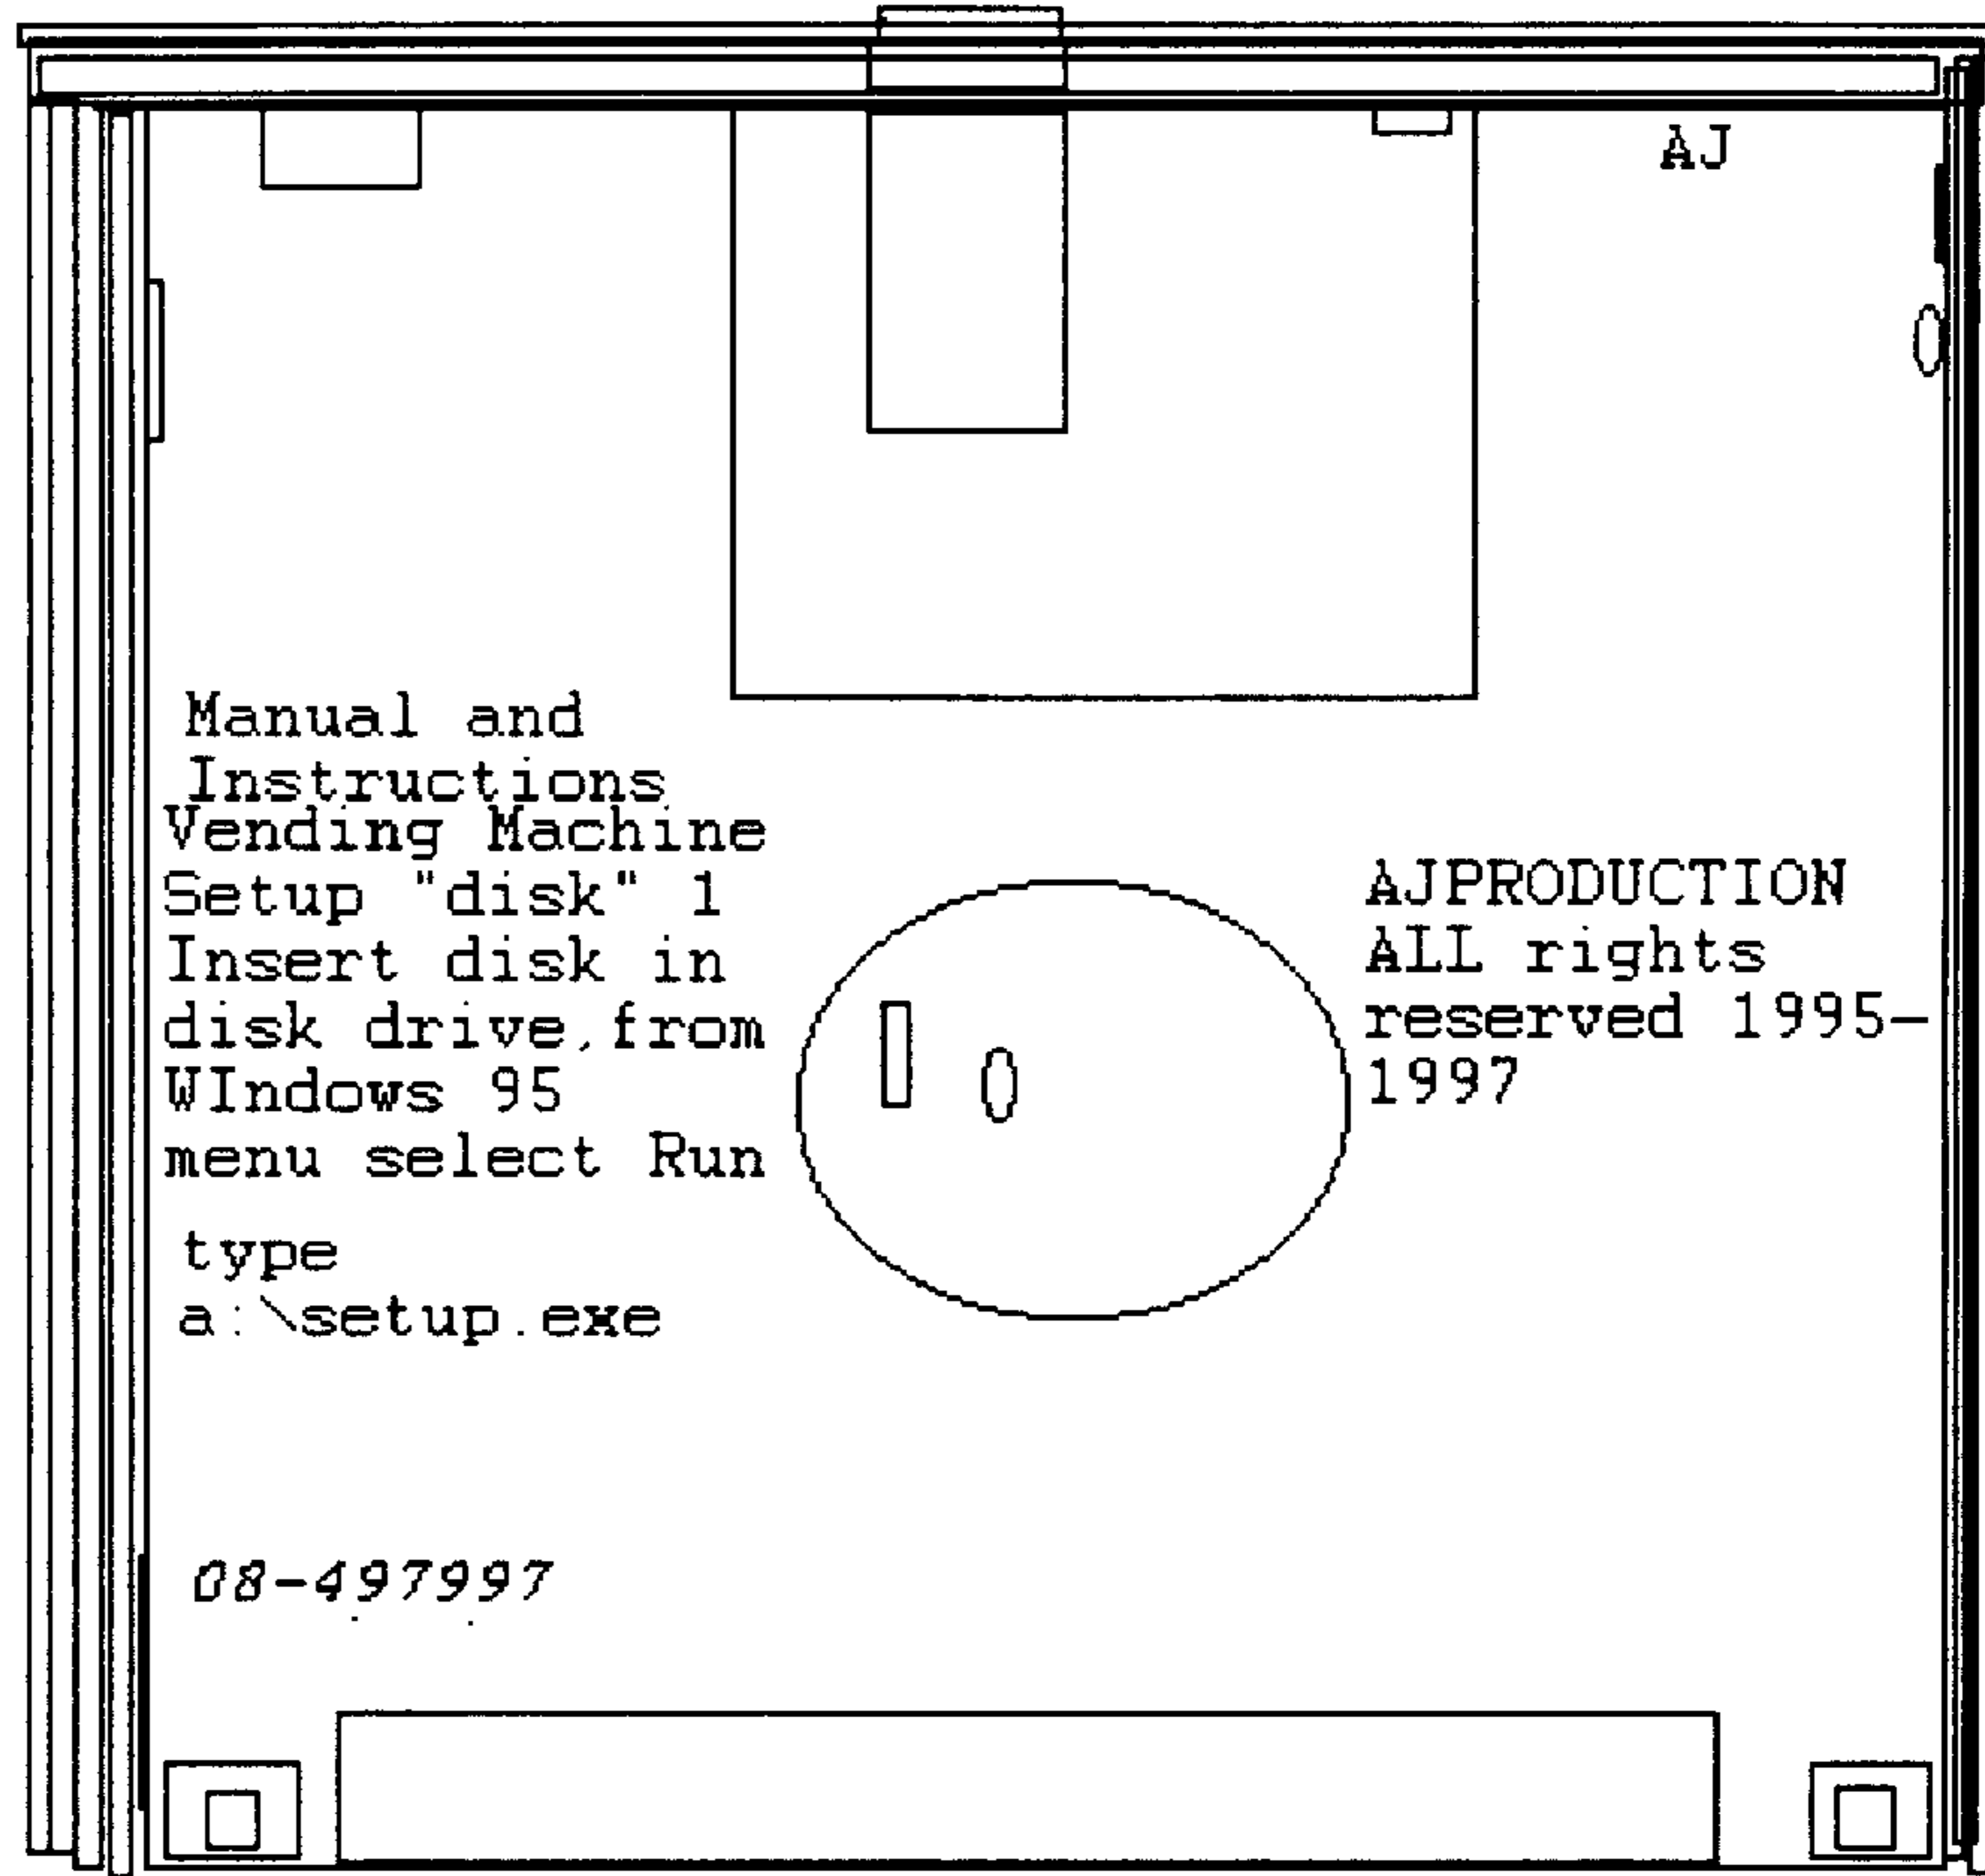 AJ
Manual and
Instructions
Vending Machine
Setup "disk" 1
Insert disk in
disk drive,from
WIndows 95
menu select Run
type
a:\setup.exe
AJPRODUCTION
ALL rights
reserved 1995-
1997
08-497997